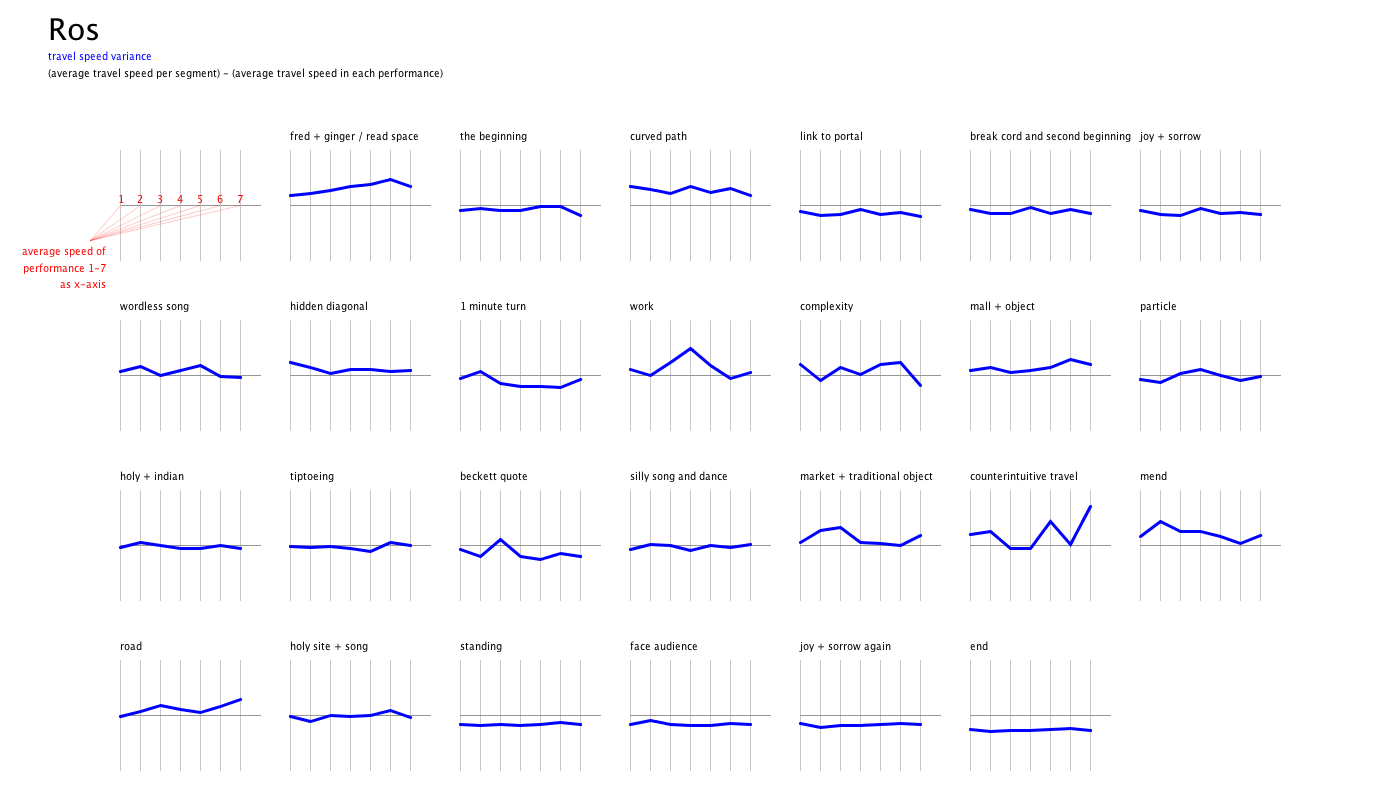 Ros
travel speed variance
(average travel speed per segment) - (average travel speed in each performance)
fred + ginger / read space
the beginning
curved path
link to portal
break cord and second beginning
joy + sorrow
1 2 3 4 5 6 7
average speed of
performance 1-7
as x-axis
wordless song
hidden diagonal
1 minute turn
work
complexity
mall + object
particle
holy + indian
tiptoeing
beckett quote
silly song and dance
market + traditional object
counterintuitive travel
mend
road
holy site + song
standing
face audience
joy + sorrow again
end